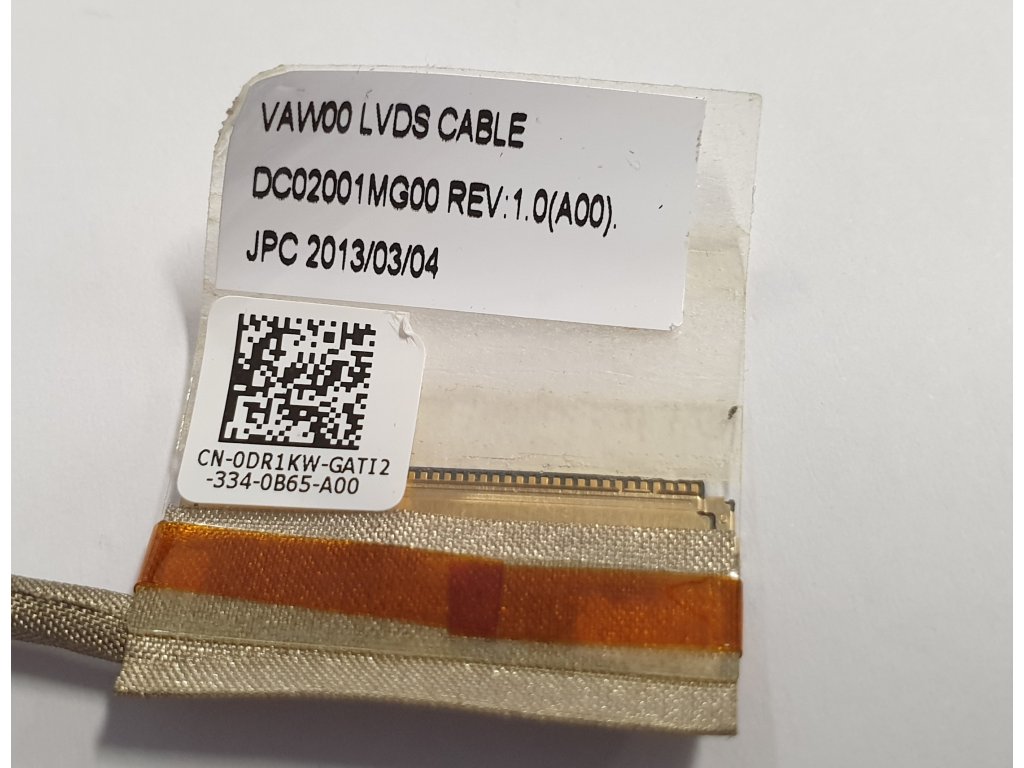 VAW00 LVDS CABLE
DC02001MG00 REV:1.0(A00).
JPC 2013/03/04
CN-0DR1KW-GATI2
-334-0B65-A00